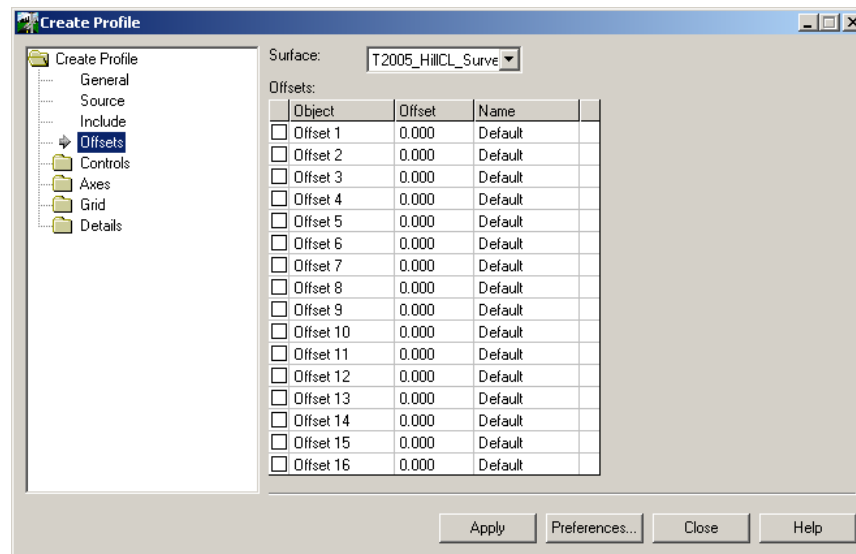 Create Profile
Create Profile
General
Source
Include
Offsets
Controls
Axes
Grid
Details
Surface: T2005_HillCL_Surve
Offsets:
Object Offset Name
Offset 1 0.000 Default
Offset 2 0.000 Default
Offset 3 0.000 Default
Offset 4 0.000 Default
Offset 5 0.000 Default
Offset 6 0.000 Default
Offset 7 0.000 Default
Offset 8 0.000 Default
Offset 9 0.000 Default
Offset 10 0.000 Default
Offset 11 0.000 Default
Offset 12 0.000 Default
Offset 13 0.000 Default
Offset 14 0.000 Default
Offset 15 0.000 Default
Offset 16 0.000 Default
Apply Preferences... Close Help